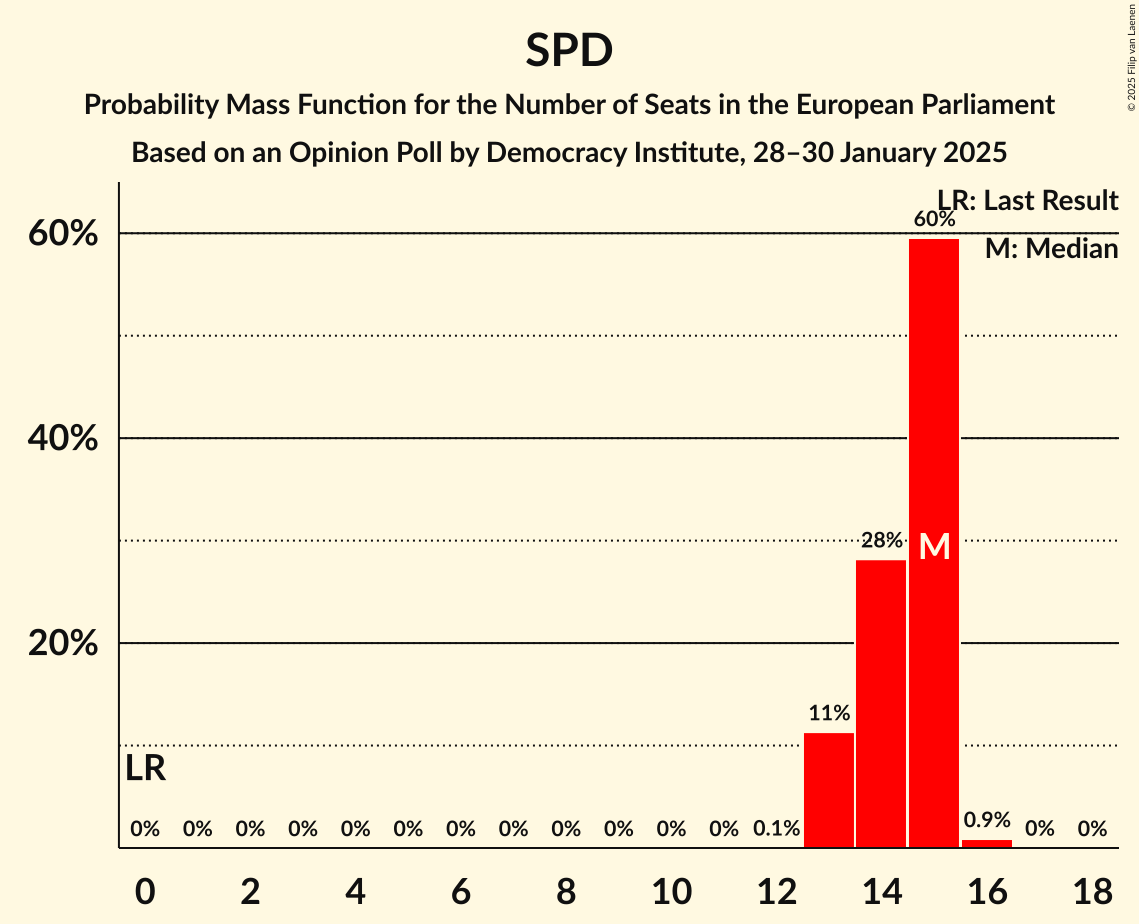 SPD
Probability Mass Function for the Number of Seats in the European Parliament
Based on an Opinion Poll by Democracy Institute, 28–30 January 2025
© 2025 Filip van Laenen
LR: Last Result
M: Median
60%
40%
20%
60%
28%
M
11%
LR
0% 0% 0% 0% 0% 0% 0% 0% 0% 0% 0% 0% 0.1% 0.9% 0% 0%
0 2 4 6 8 10 12 14 16 18